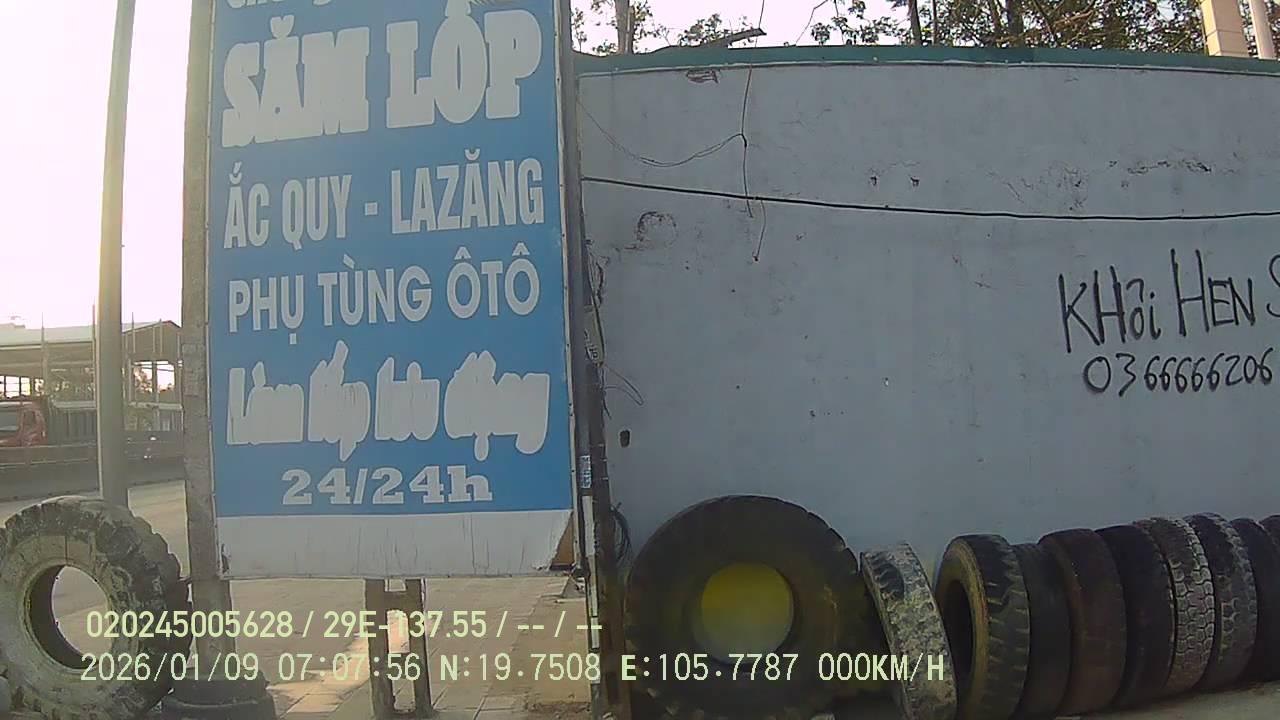 SĂM LỐP
ẮC QUY - LAZĂNG
PHỤ TÙNG ÔTÔ
Làm lốp lưu động
24/24h
KHỞI HEN
0366666206
020245005628 / 29E-137.55 / -- / --
2026/01/09 07:07:56 N:19.7508 E:105.7787 000KM/H